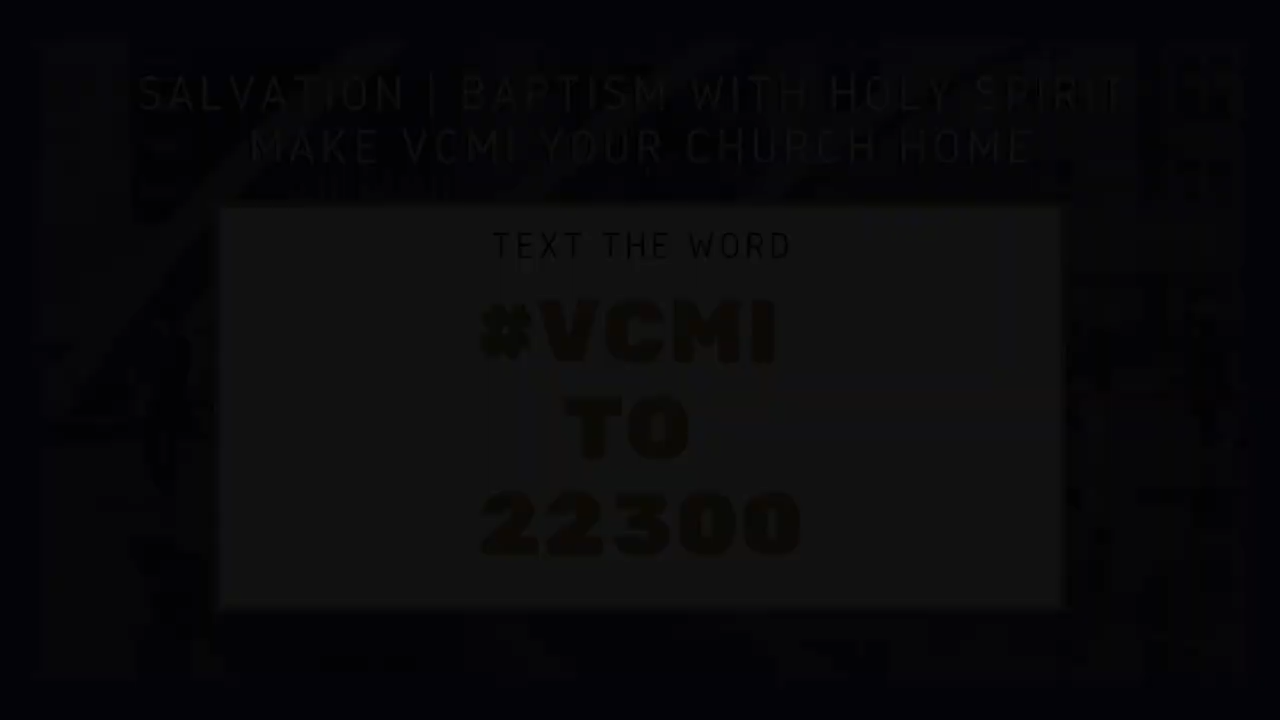 SALVATION | BAPTISM WITH HOLY SPIRIT
MAKE VCMI YOUR CHURCH HOME
TEXT THE WORD
#VCMI
TO
22300